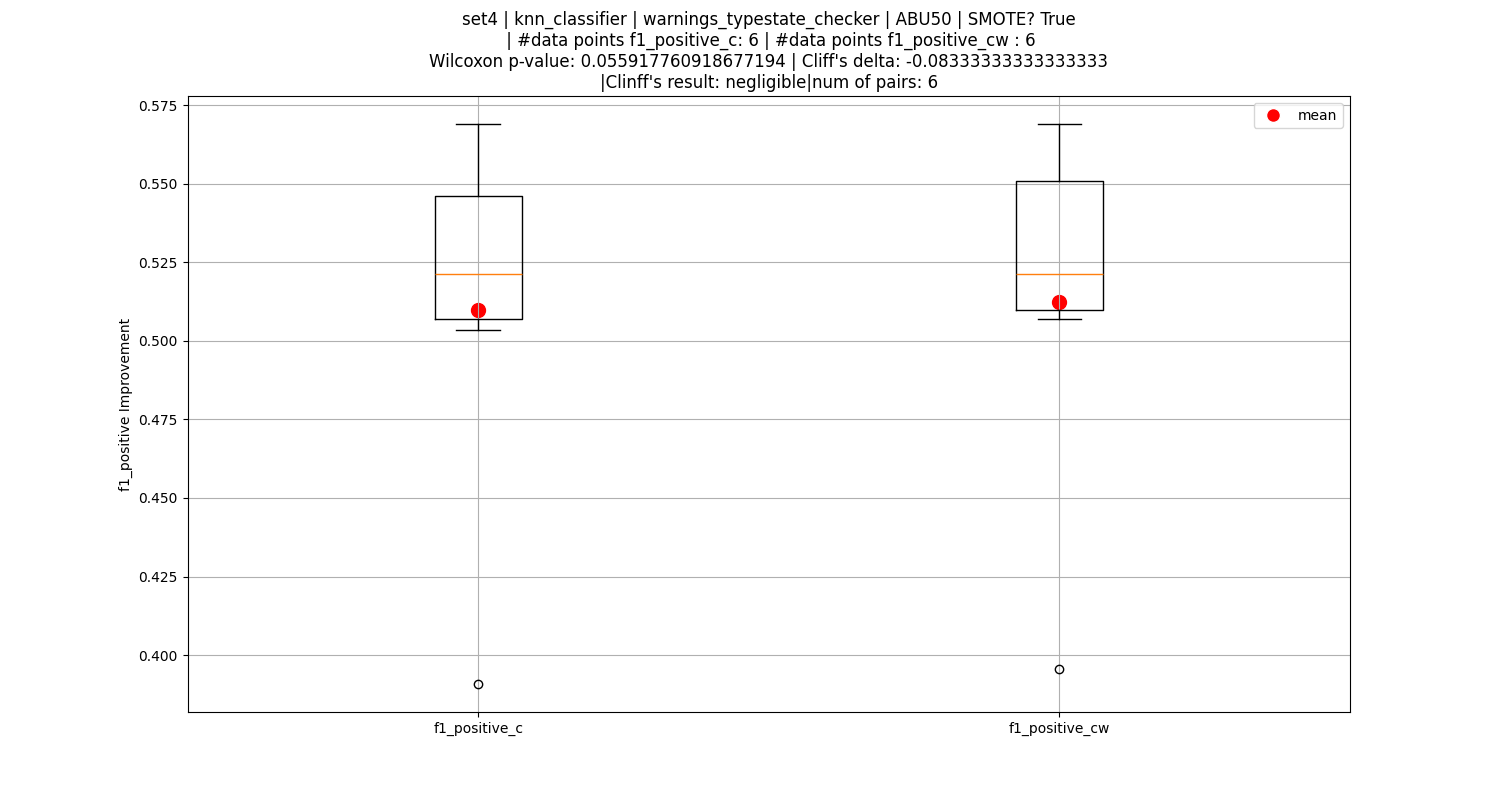 set4 | knn_classifier | warnings_typestate_checker | ABU50 | SMOTE? True
| #data points f1_positive_c: 6 | #data points f1_positive_cw : 6
Wilcoxon p-value: 0.055917760918677194 | Cliff's delta: -0.08333333333333333
|Clinff's result: negligible|num of pairs: 6
mean
f1_positive Improvement
0.575
0.550
0.525
0.500
0.475
0.450
0.425
0.400
f1_positive_c
f1_positive_cw